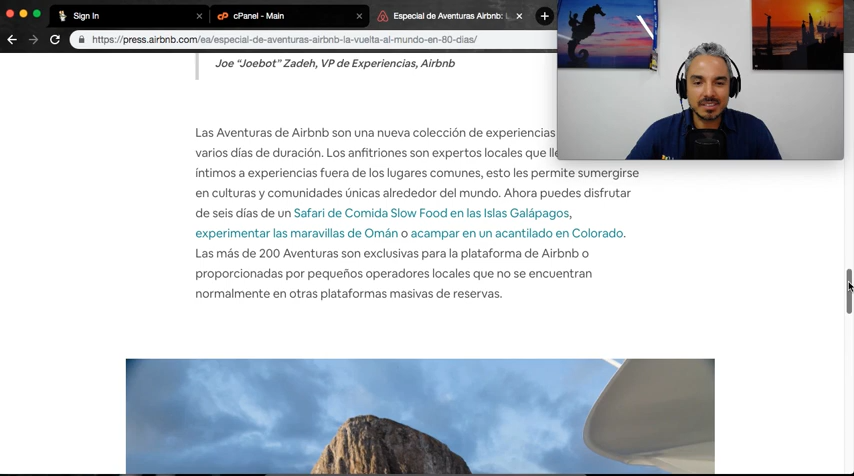 Sign In
cPanel - Main
Especial de Aventuras Airbnb:
https://press.airbnb.com/ea/especial-de-aventuras-airbnb-la-vuelta-al-mundo-en-80-dias/
Joe “Joebot” Zadeh, VP de Experiencias, Airbnb
Las Aventuras de Airbnb son una nueva colección de experiencias
varios días de duración. Los anfitriones son expertos locales que
íntimos a experiencias fuera de los lugares comunes, esto les permite sumergirse
en culturas y comunidades únicas alrededor del mundo. Ahora puedes disfrutar
de seis días de un Safari de Comida Slow Food en las Islas Galápagos,
experimentar las maravillas de Omán o acampar en un acantilado en Colorado.
Las más de 200 Aventuras son exclusivas para la plataforma de Airbnb o
proporcionadas por pequeños operadores locales que no se encuentran
normalmente en otras plataformas masivas de reservas.